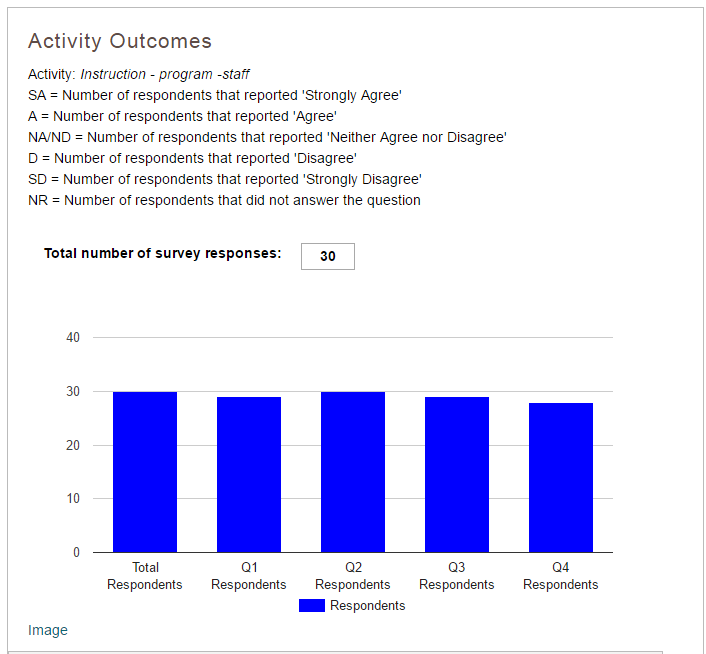 Activity Outcomes
Activity: Instruction - program -staff
SA = Number of respondents that reported 'Strongly Agree'
A = Number of respondents that reported 'Agree'
NA/ND = Number of respondents that reported 'Neither Agree nor Disagree'
D = Number of respondents that reported 'Disagree'
SD = Number of respondents that reported 'Strongly Disagree'
NR = Number of respondents that did not answer the question
Total number of survey responses: 30
40
30
20
10
0
Total Respondents
Q1 Respondents
Q2 Respondents
Q3 Respondents
Q4 Respondents
Respondents
Image